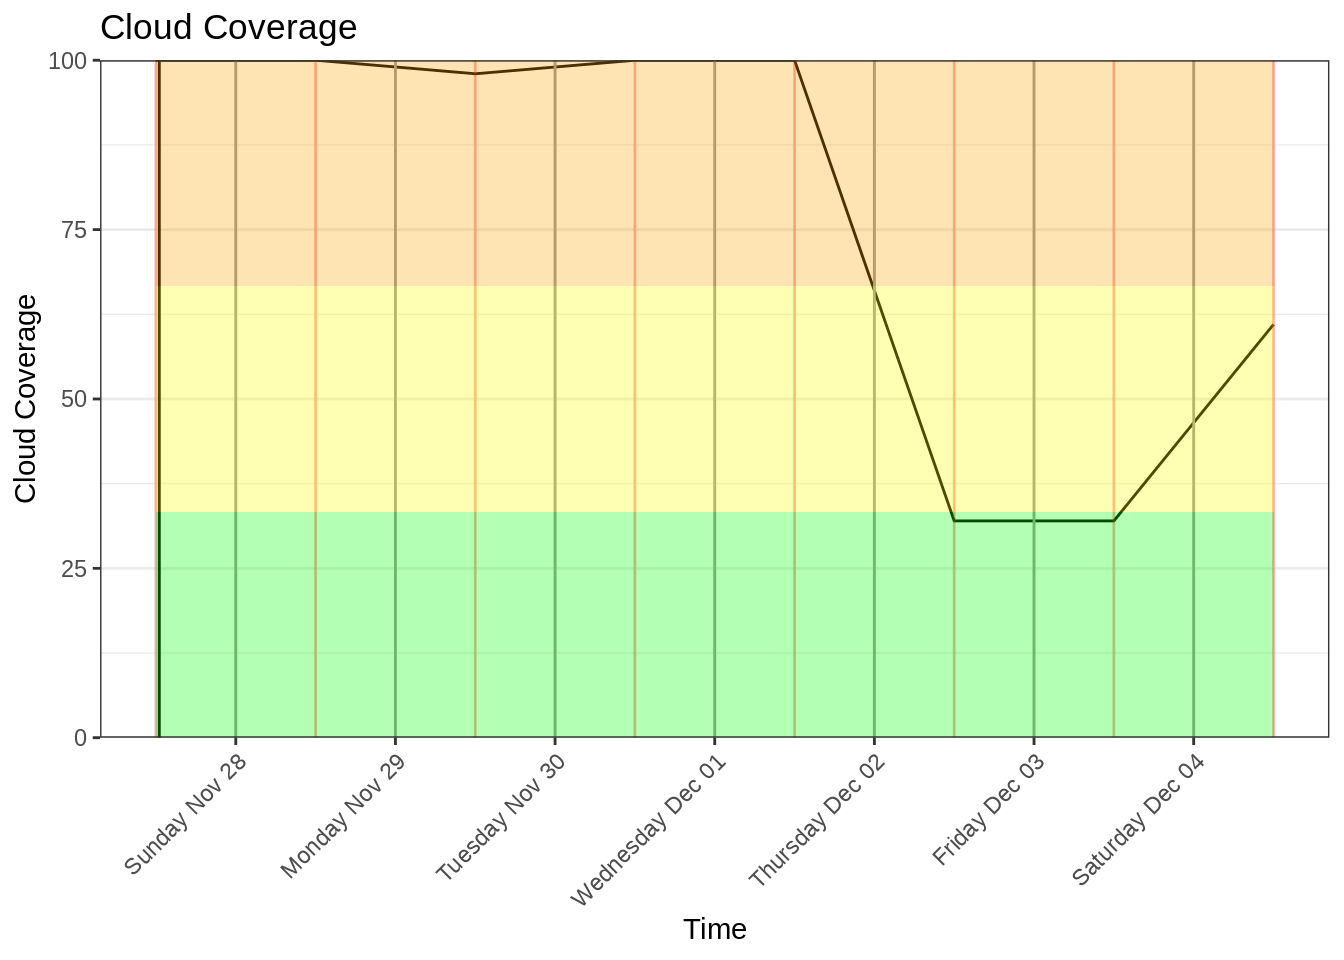 Cloud Coverage
Cloud Coverage
100
75
50
25
0
Sunday Nov 28
Monday Nov 29
Tuesday Nov 30
Wednesday Dec 01
Thursday Dec 02
Friday Dec 03
Saturday Dec 04
Time